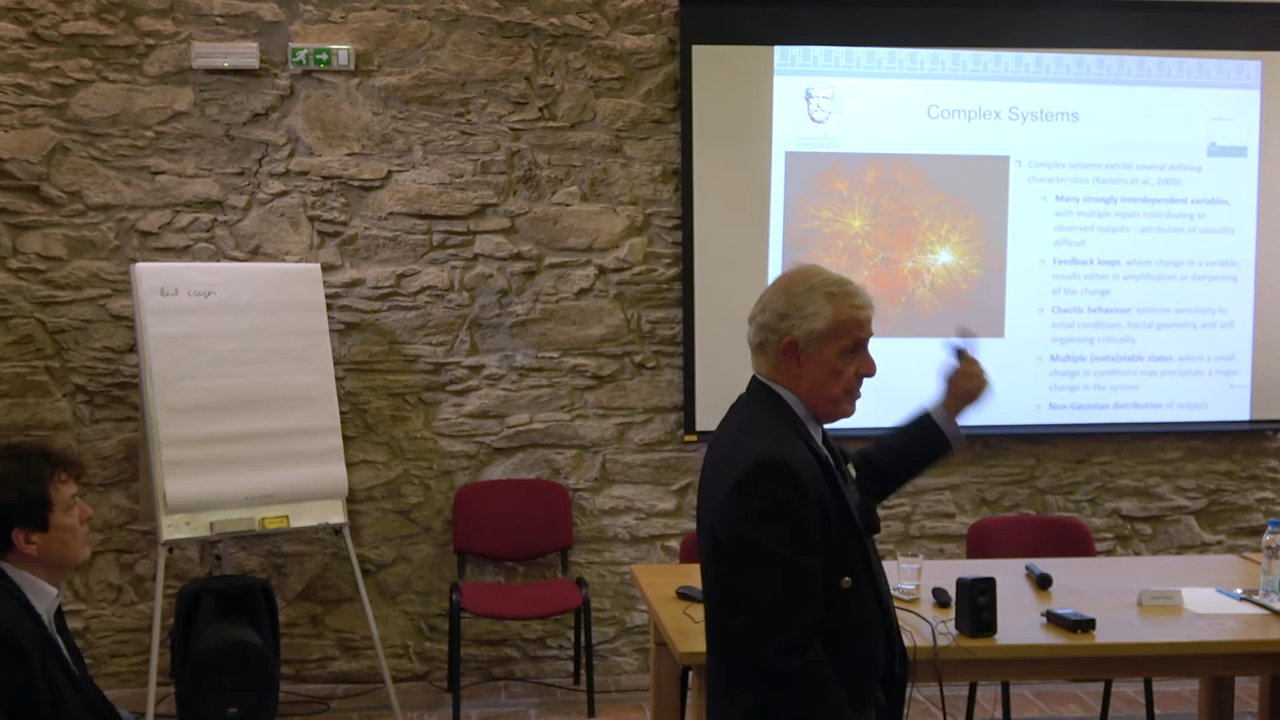 Complex Systems
Complex systems exhibit several defining
characteristics (Kastens et al., 2009).
Many strongly interdependent variables,
with multiple inputs contributing to
observed outputs – attribution of causality
difficult
Feedback loops, where change in a variable,
results either in amplification or dampening
of the change
Chaotic behaviour: extreme sensitivity to
initial conditions, fractal geometry, and self
organizing criticality
Multiple (meta)stable states, where a small
change in conditions may precipitate a major
change in the system
Non-Gaussian distribution of outputs